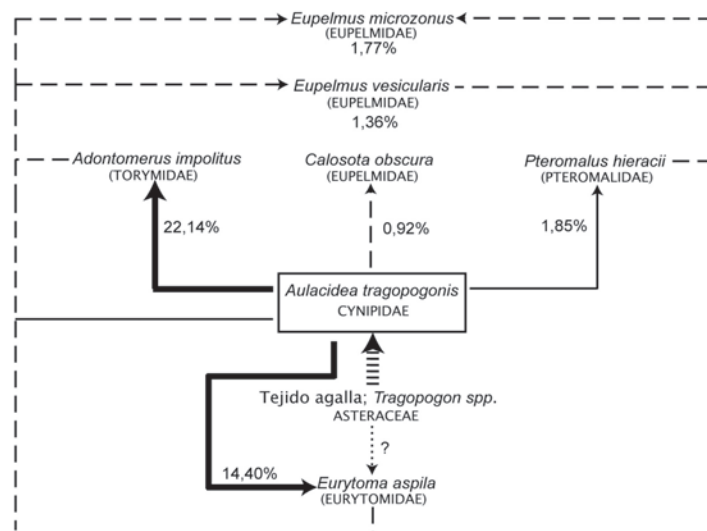 Eupelmus microzonus
(EUPELMIDAE)
1,77%
Eupelmus vesicularis
(EUPELMIDAE)
1,36%
Adontomerus impolitus
(TORYMIDAE)
Calosota obscura
(EUPELMIDAE)
Pteromalus hieracii
(PTEROMALIDAE)
22,14%
0,92%
1,85%
Aulacidea tragopogonis
CYNIPIDAE
Tejido agalla; Tragopogon spp.
ASTERACEAE
?
14,40%
Eurytoma aspila
(EURYTOMIDAE)